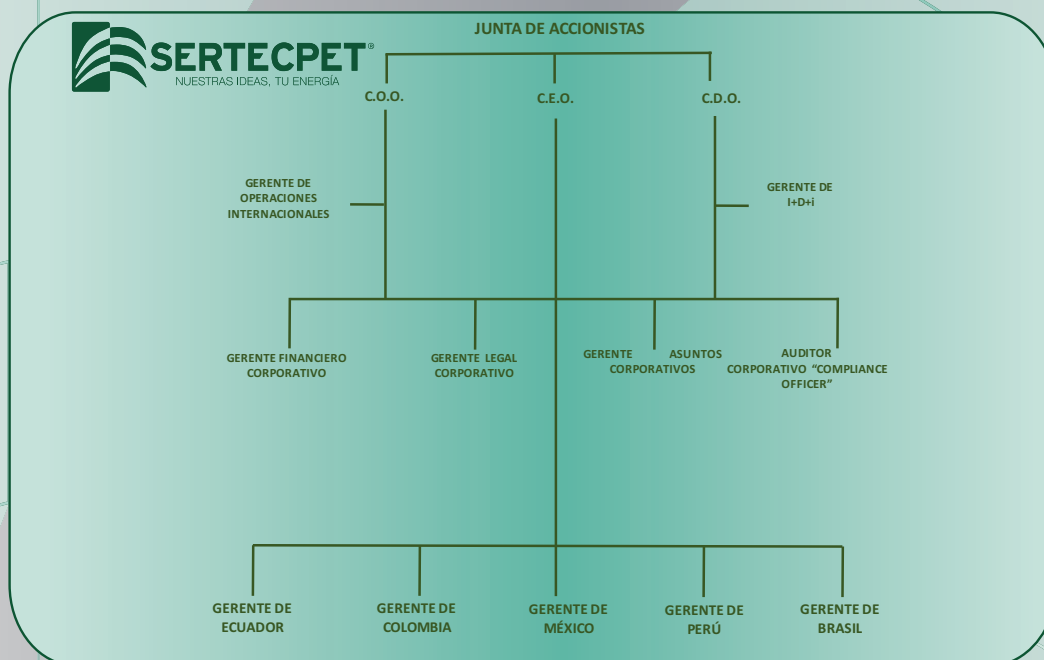 JUNTA DE ACCIONISTAS
SERTECPET®
NUESTRAS IDEAS, TU ENERGÍA
C.O.O.
C.E.O.
C.D.O.
GERENTE DE
OPERACIONES
INTERNACIONALES
GERENTE DE
I+D+i
GERENTE FINANCIERO
CORPORATIVO
GERENTE LEGAL
CORPORATIVO
GERENTE ASUNTOS
CORPORATIVOS
AUDITOR
CORPORATIVO “COMPLIANCE
OFFICER”
GERENTE DE
ECUADOR
GERENTE DE
COLOMBIA
GERENTE DE
MÉXICO
GERENTE DE
PERÚ
GERENTE DE
BRASIL